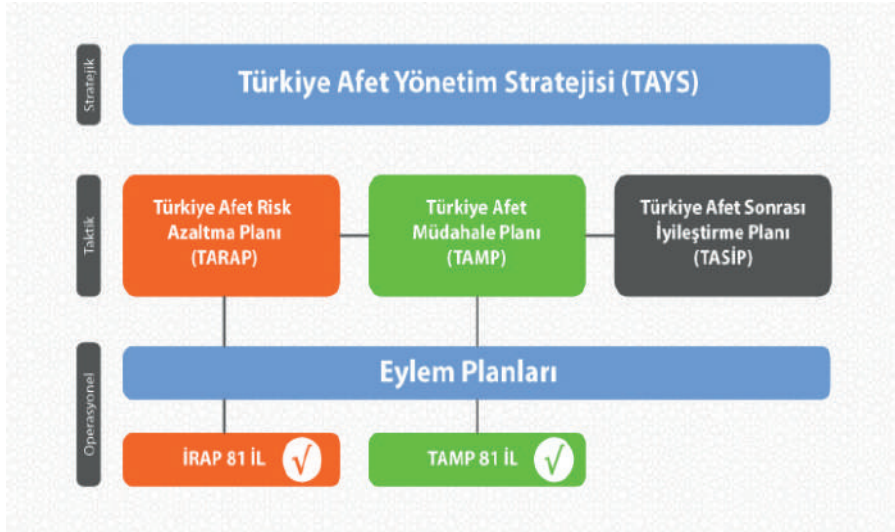 Stratejik
Türkiye Afet Yönetim Stratejisi (TAYS)
Taktik
Türkiye Afet Risk
Azaltma Planı
(TARAP)
Türkiye Afet
Müdahale Planı
(TAMP)
Türkiye Afet Sonrası
İyileştirme Planı
(TASİP)
Operasyonel
Eylem Planları
İRAP 81 İL √
TAMP 81 İL √